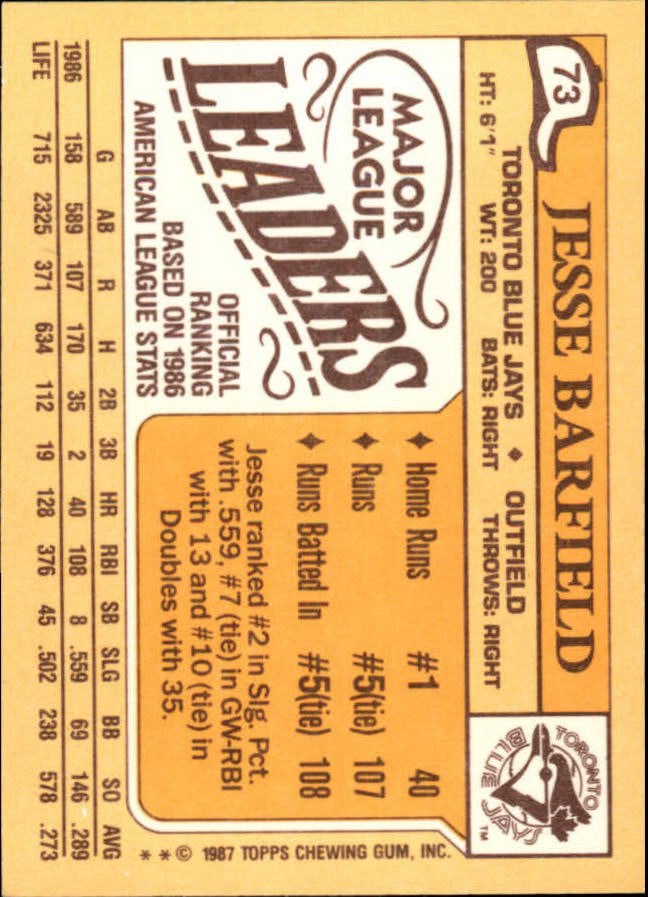 73
JESSE BARFIELD
TORONTO BLUE JAYS ♦ OUTFIELD
HT: 6'1" WT: 200 BATS: RIGHT THROWS: RIGHT
TORONTO
BLUE JAYS
TM
MAJOR
LEAGUE
LEADERS
OFFICIAL
RANKING
BASED ON 1986
AMERICAN LEAGUE STATS
✦ Home Runs #1 40
✦ Runs #5(tie) 107
✦ Runs Batted In #5(tie) 108
Jesse ranked #2 in Slg. Pct.
with .559, #7 (tie) in GW-RBI
with 13 and #10 (tie) in
Doubles with 35.
* * © 1987 TOPPS CHEWING GUM, INC.
G AB R H 2B 3B HR RBI SB SLG BB SO AVG
1986 158 589 107 170 35 2 40 108 8 .559 69 146 .289
LIFE 715 2325 371 634 112 19 128 376 45 .502 238 578 .273